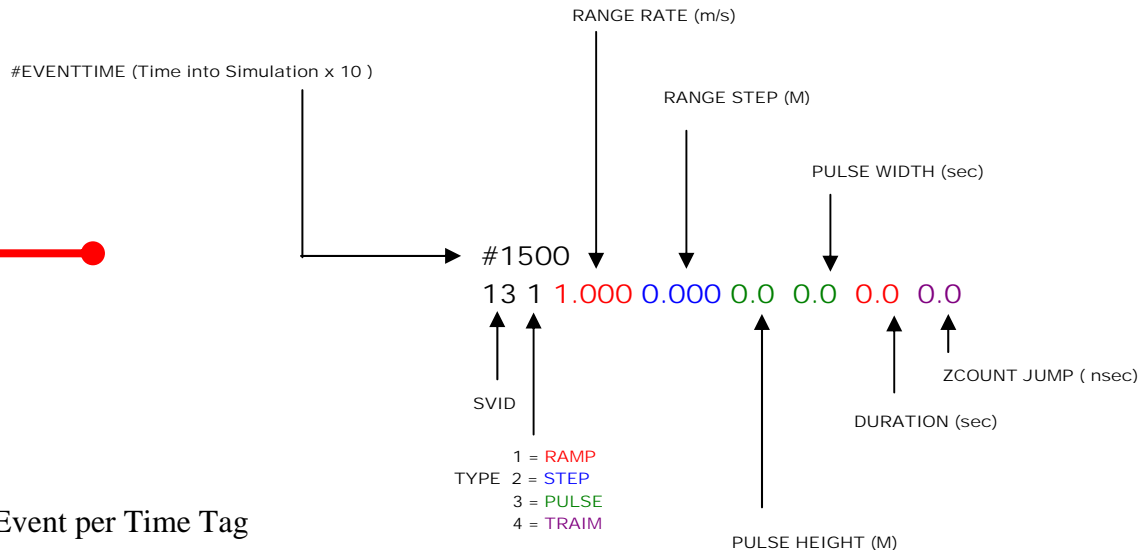 RANGE RATE (m/s)
#EVENTTIME (Time into Simulation x 10 )
RANGE STEP (M)
PULSE WIDTH (sec)
#1500
13 1 1.000 0.000 0.0 0.0 0.0 0.0
ZCOUNT JUMP ( nsec)
SVID
DURATION (sec)
1 = RAMP
TYPE 2 = STEP
3 = PULSE
4 = TRAIM
Event per Time Tag
PULSE HEIGHT (M)